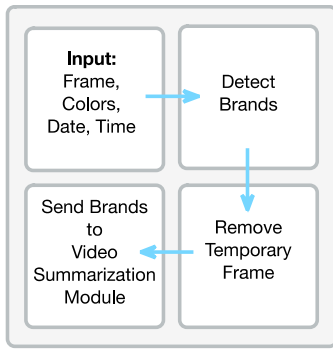 Input:
Frame,
Colors,
Date, Time
Detect
Brands
Remove
Temporary
Frame
Send Brands
to
Video
Summarization
Module